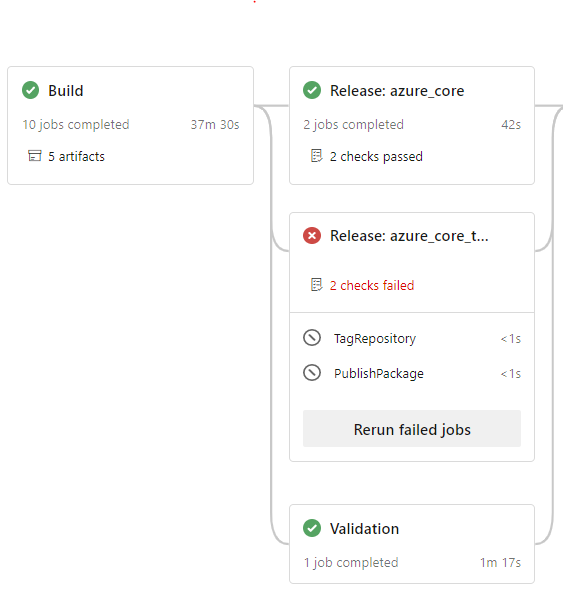 Build
10 jobs completed 37m 30s
5 artifacts
Release: azure_core
2 jobs completed 42s
2 checks passed
Release: azure_core_t...
2 checks failed
TagRepository <1s
PublishPackage <1s
Rerun failed jobs
Validation
1 job completed 1m 17s